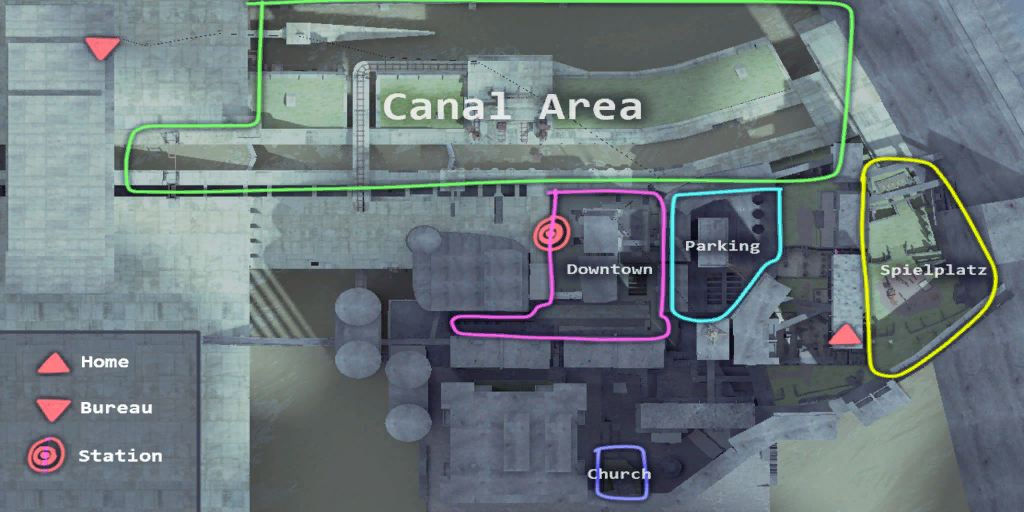 Canal Area
Parking
Downtown
Spielplatz
Home
Bureau
Station
Church